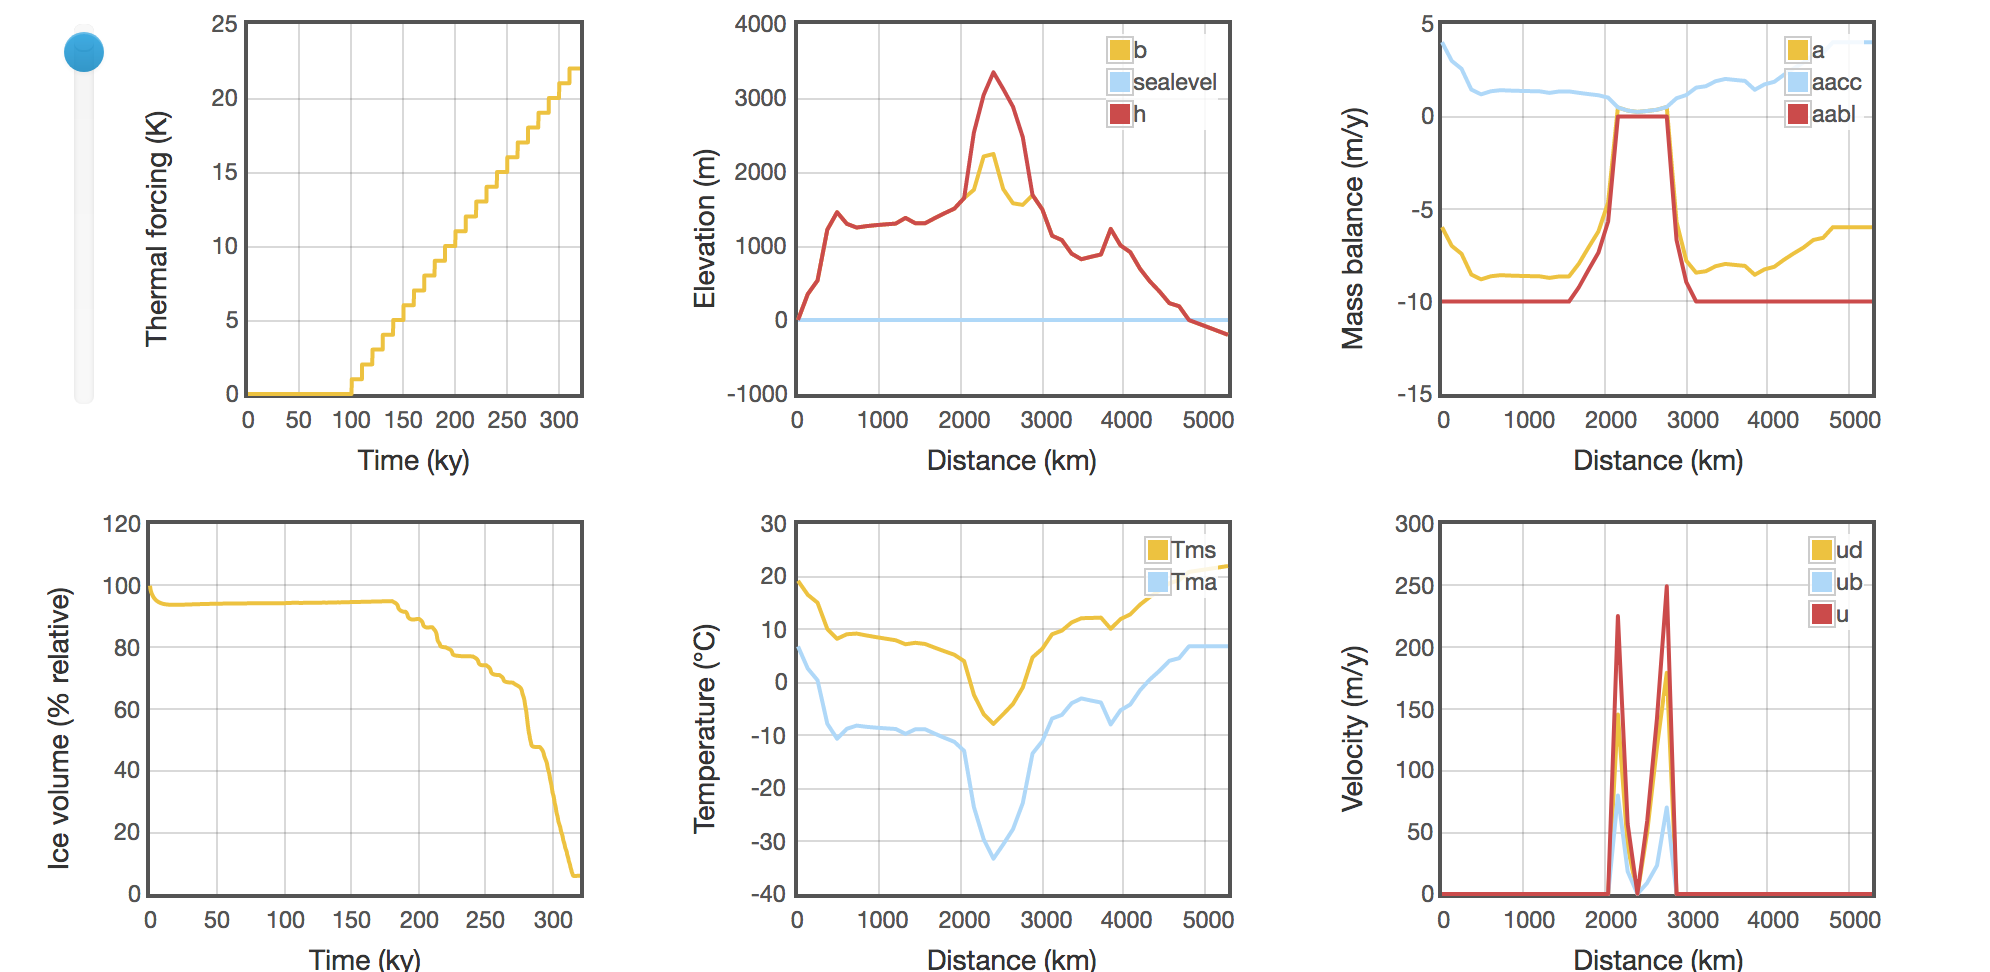 25
20
15
10
5
0
Thermal forcing (K)
0 50 100 150 200 250 300
Time (ky)
4000
3000
2000
1000
0
-1000
Elevation (m)
b
sealevel
h
0 1000 2000 3000 4000 5000
Distance (km)
5
0
-5
-10
-15
Mass balance (m/y)
a
aacc
aabl
0 1000 2000 3000 4000 5000
Distance (km)
120
100
80
60
40
20
0
Ice volume (% relative)
0 50 100 150 200 250 300
Time (ky)
30
20
10
0
-10
-20
-30
-40
Temperature (°C)
Tms
Tma
0 1000 2000 3000 4000 5000
Distance (km)
300
250
200
150
100
50
0
Velocity (m/y)
ud
ub
u
0 1000 2000 3000 4000 5000
Distance (km)